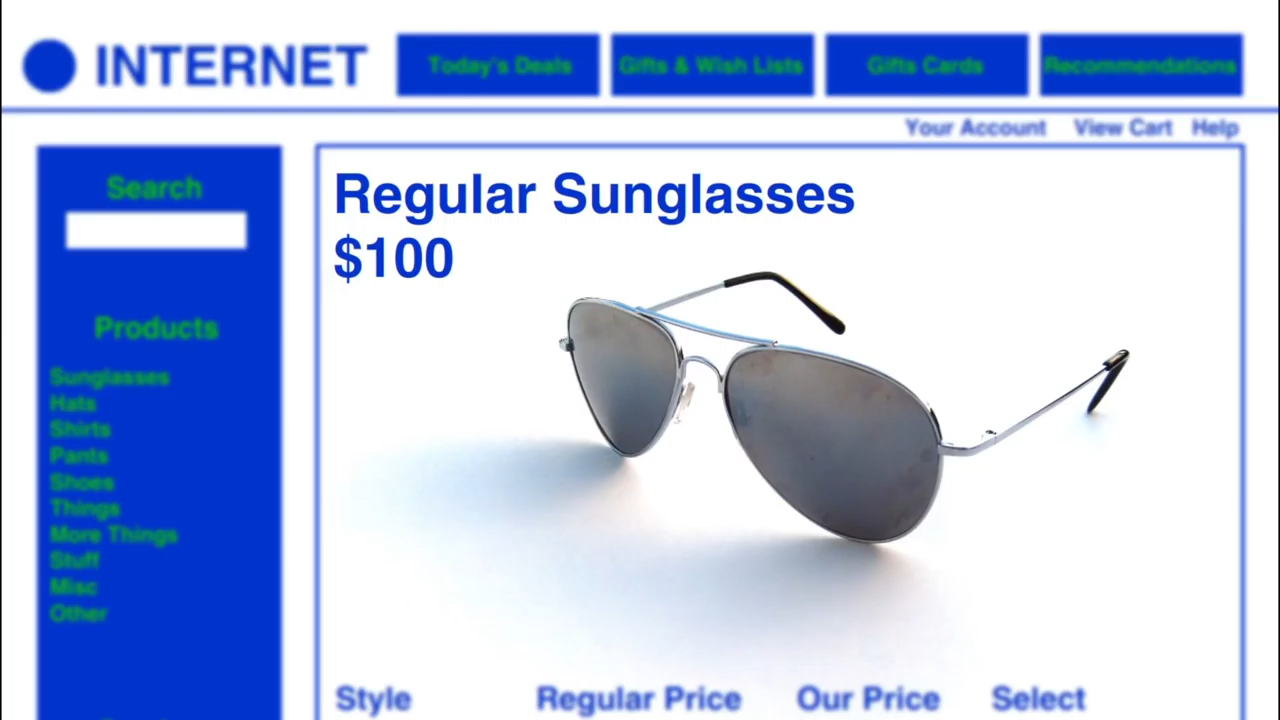 INTERNET
Today's Deals
Gifts & Wish Lists
Gifts Cards
Recommendations
Your Account
View Cart
Help
Search
Products
Sunglasses
Hats
Shirts
Pants
Shoes
Things
More Things
Stuff
Misc
Other
Regular Sunglasses
$100
Style
Regular Price
Our Price
Select